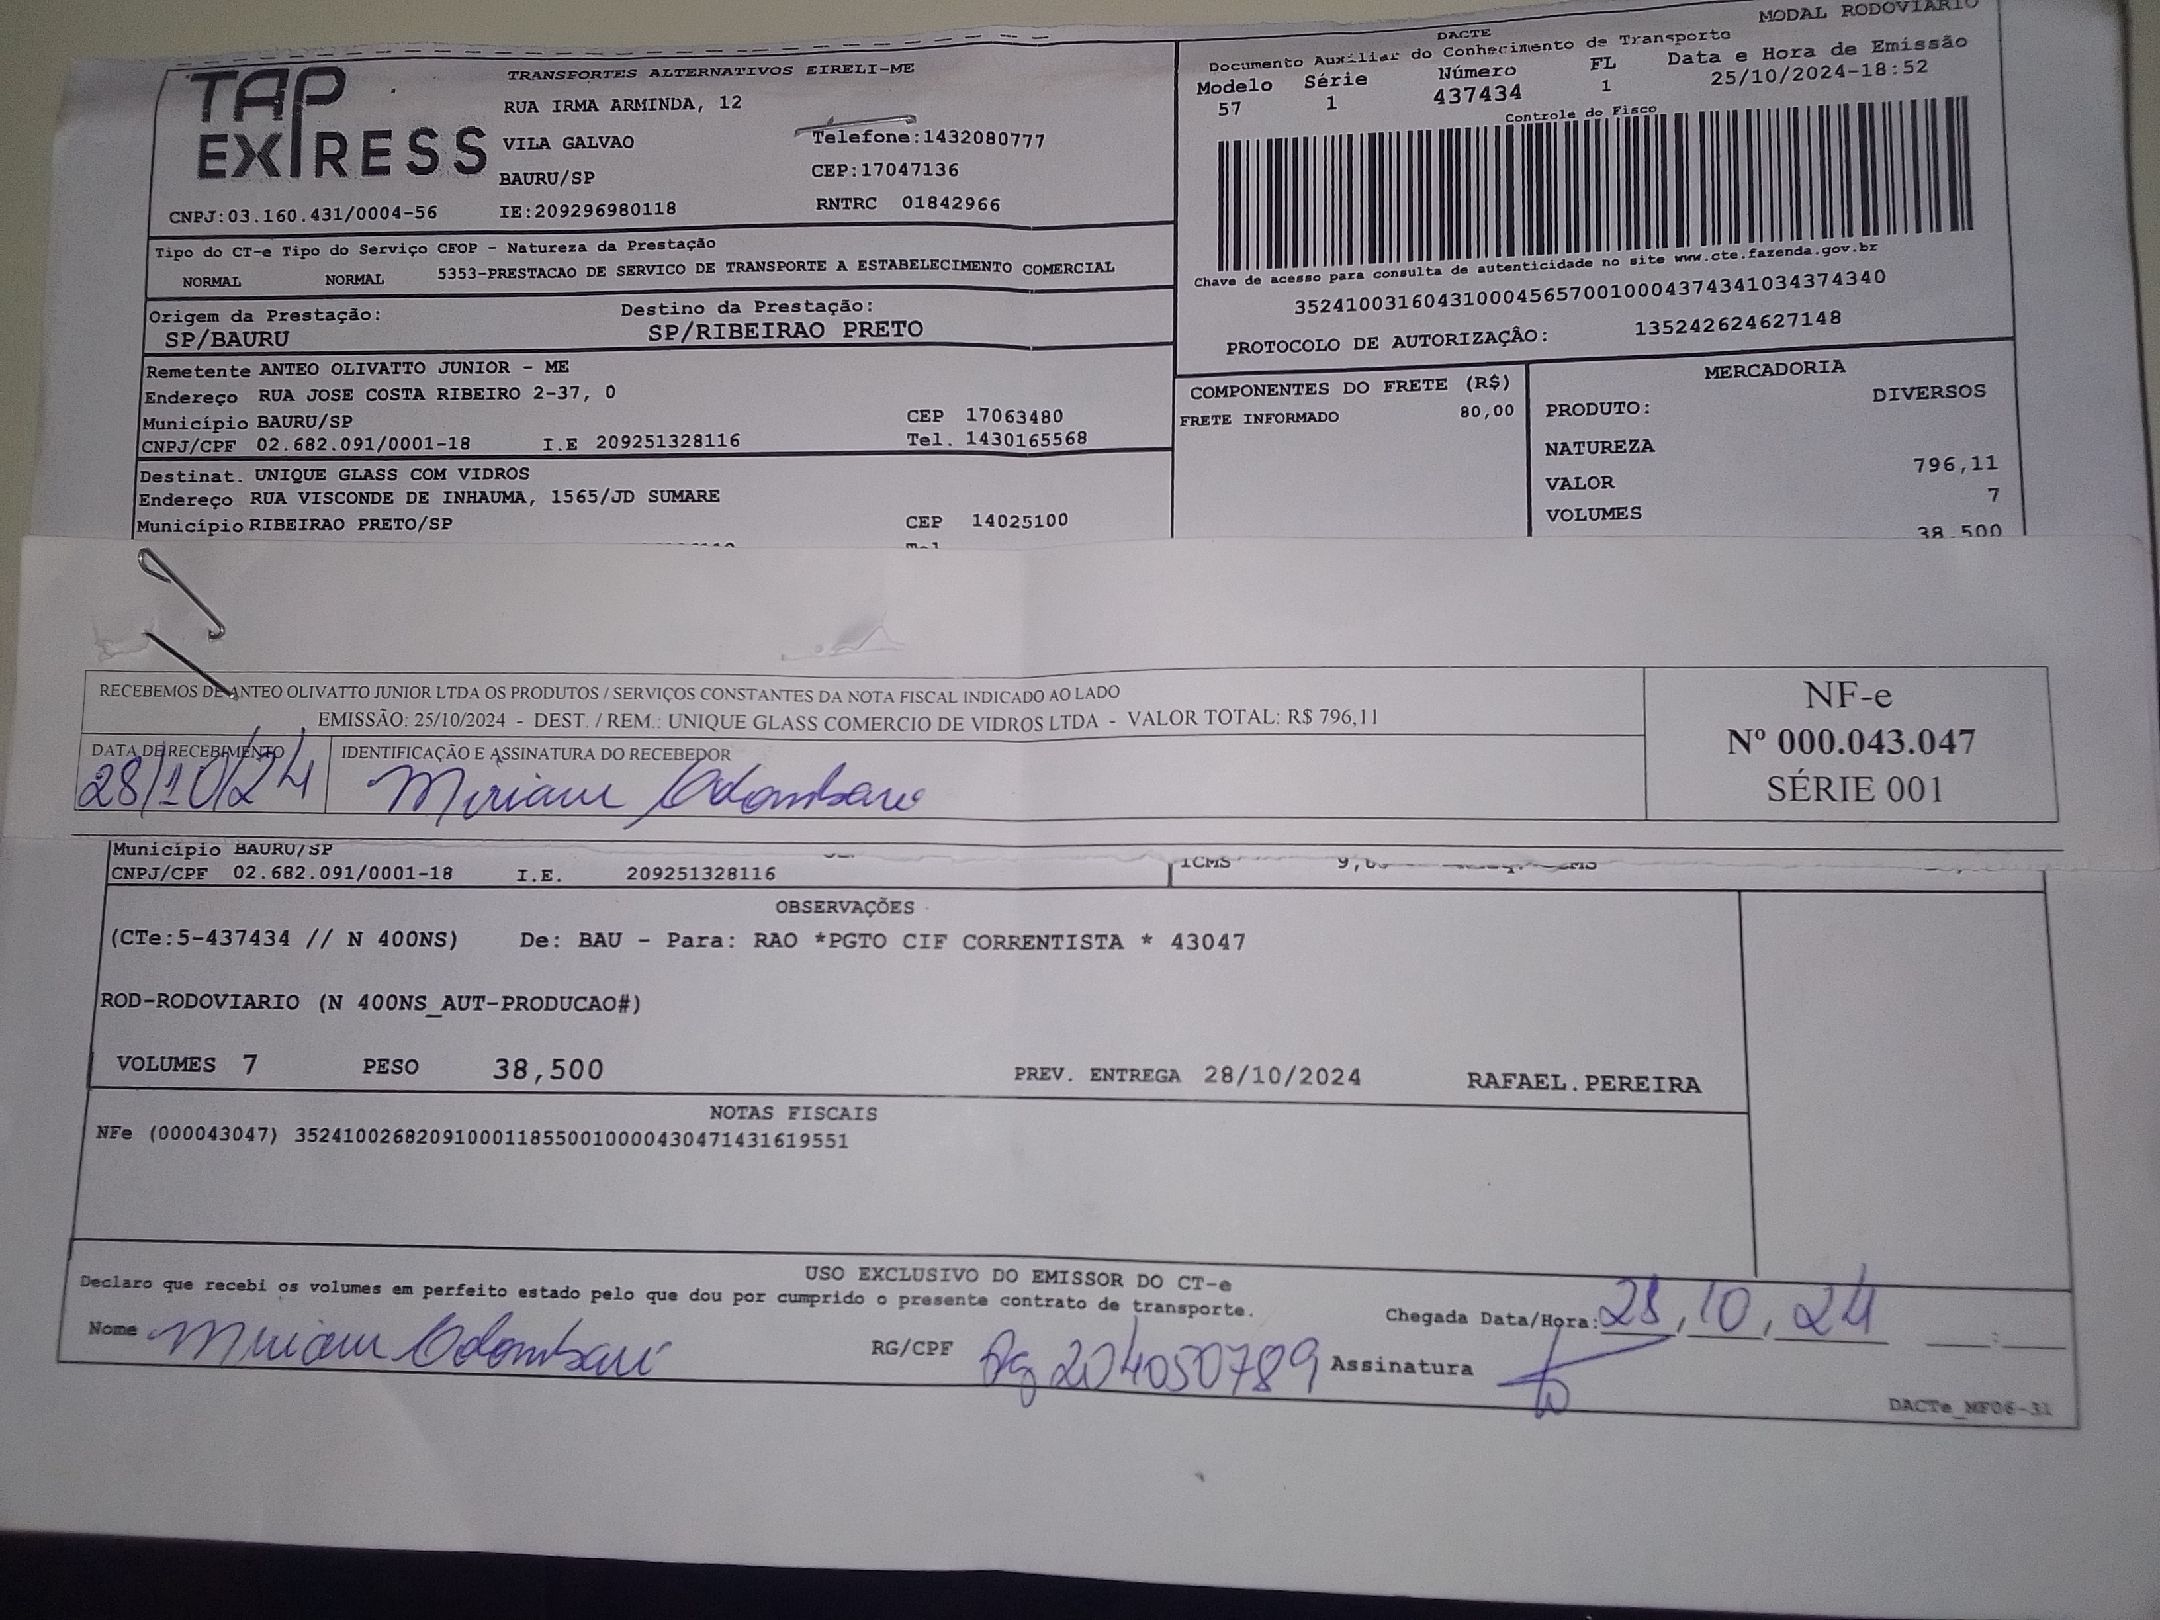 TAP EXPRESS
TRANSPORTES ALTERNATIVOS EIRELI-ME
RUA IRMA ARMINDA, 12
VILA GALVAO Telefone:1432080777
BAURU/SP CEP:17047136
CNPJ:03.160.431/0004-56 IE:209296980118 RNTRC 01842966
MODAL RODOVIARIO
DACTE
Documento Auxiliar do Conhecimento de Transporto
Modelo Série Número FL Data e Hora de Emissão
57 1 437434 1 25/10/2024-18:52
Controle do Fisco
Chave de acesso para consulta de autenticidade no site www.cte.fazenda.gov.br
35241003160431000456570010004374341034374340
PROTOCOLO DE AUTORIZAÇÂO: 135242624627148
Tipo do CT-e Tipo do Serviço CFOP - Natureza da Prestação
NORMAL NORMAL 5353-PRESTACAO DE SERVICO DE TRANSPORTE A ESTABELECIMENTO COMERCIAL
Origem da Prestação: Destino da Prestação:
SP/BAURU SP/RIBEIRAO PRETO
Remetente ANTEO OLIVATTO JUNIOR - ME
Endereço RUA JOSE COSTA RIBEIRO 2-37, 0
Município BAURU/SP CEP 17063480
CNPJ/CPF 02.682.091/0001-18 I.E 209251328116 Tel. 1430165568
Destinat. UNIQUE GLASS COM VIDROS
Endereço RUA VISCONDE DE INHAUMA, 1565/JD SUMARE
Município RIBEIRAO PRETO/SP CEP 14025100
COMPONENTES DO FRETE (R$)
FRETE INFORMADO 80,00
MERCADORIA
PRODUTO: DIVERSOS
NATUREZA
VALOR 796,11
VOLUMES 7
38,500
RECEBEMOS DE ANTEO OLIVATTO JUNIOR LTDA OS PRODUTOS / SERVIÇOS CONSTANTES DA NOTA FISCAL INDICADO AO LADO
EMISSÃO: 25/10/2024 - DEST. / REM.: UNIQUE GLASS COMERCIO DE VIDROS LTDA - VALOR TOTAL: R$ 796,11
DATA DE RECEBIMENTO IDENTIFICAÇÃO E ASSINATURA DO RECEBEDOR
28/10/24 Miriam Colombari
NF-e
Nº 000.043.047
SÉRIE 001
Município BAURU/SP
CNPJ/CPF 02.682.091/0001-18 I.E. 209251328116
ICMS
OBSERVAÇÕES
(CTe:5-437434 // N 400NS) De: BAU - Para: RAO *PGTO CIF CORRENTISTA * 43047
ROD-RODOVIARIO (N 400NS_AUT-PRODUCAO#)
VOLUMES 7 PESO 38,500 PREV. ENTREGA 28/10/2024 RAFAEL.PEREIRA
NOTAS FISCAIS
NFe (000043047) 35241002682091000118550010000430471431619551
USO EXCLUSIVO DO EMISSOR DO CT-e
Declaro que recebi os volumes em perfeito estado pelo que dou por cumprido o presente contrato de transporte.
Chegada Data/Hora: 28, 10, 24
Nome Miriam Colombari RG/CPF Rg 204050789 Assinatura
DACTe_MF06-31